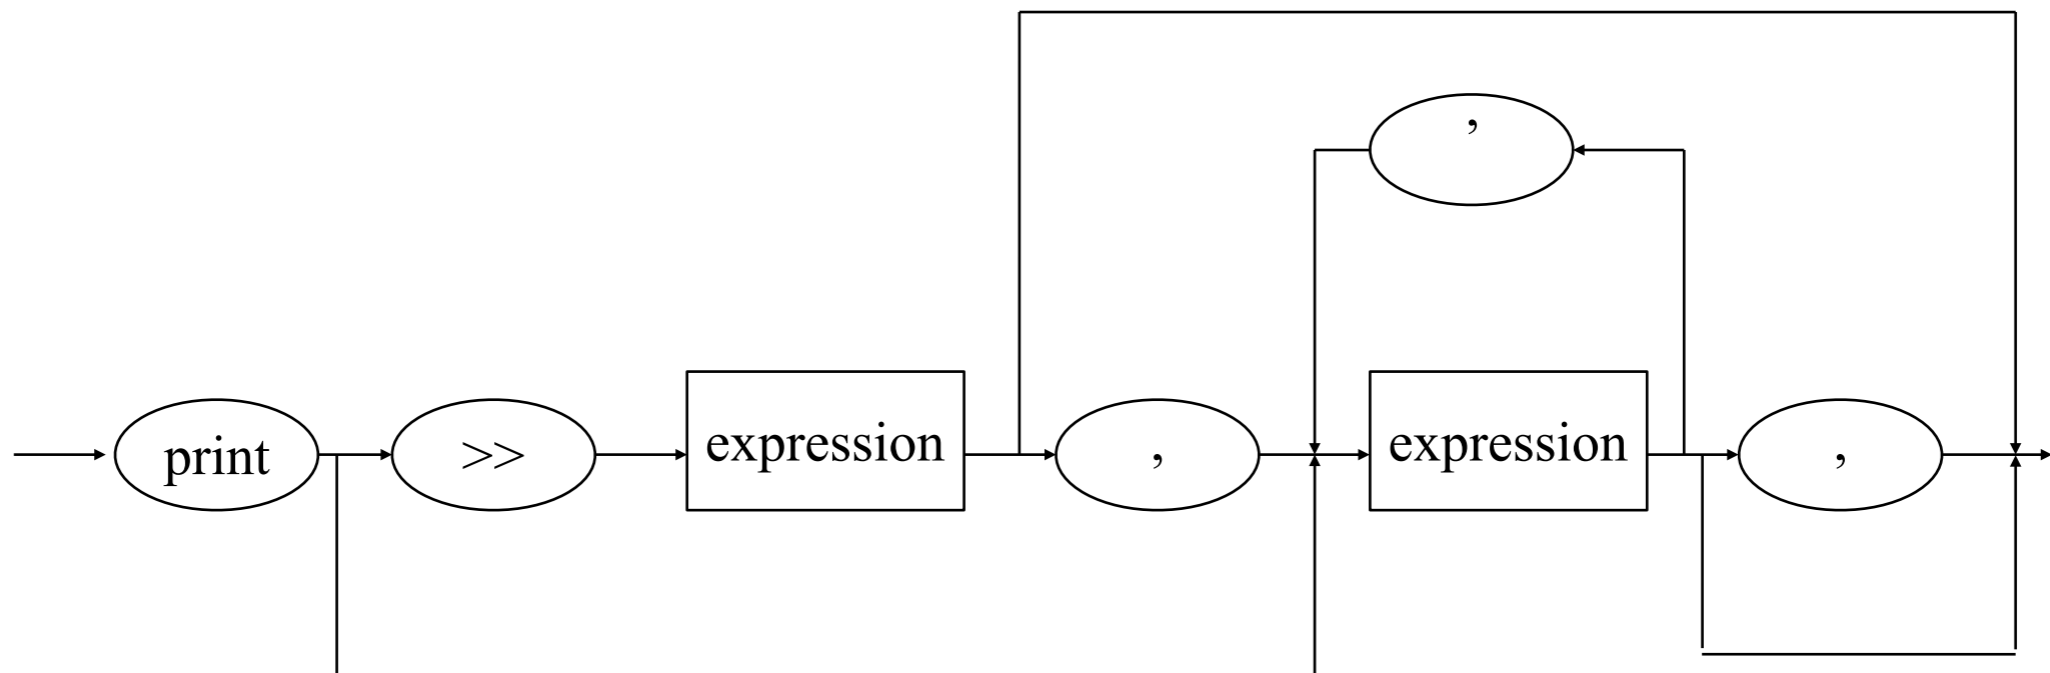 ,
print >> expression , expression ,